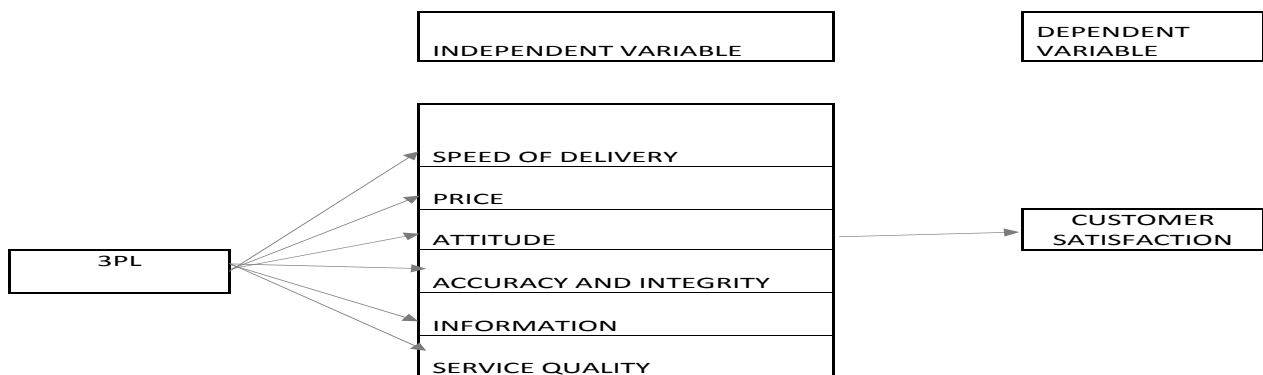 INDEPENDENT VARIABLE
DEPENDENT
VARIABLE
SPEED OF DELIVERY
PRICE
ATTITUDE
ACCURACY AND INTEGRITY
INFORMATION
SERVICE QUALITY
3PL
CUSTOMER
SATISFACTION